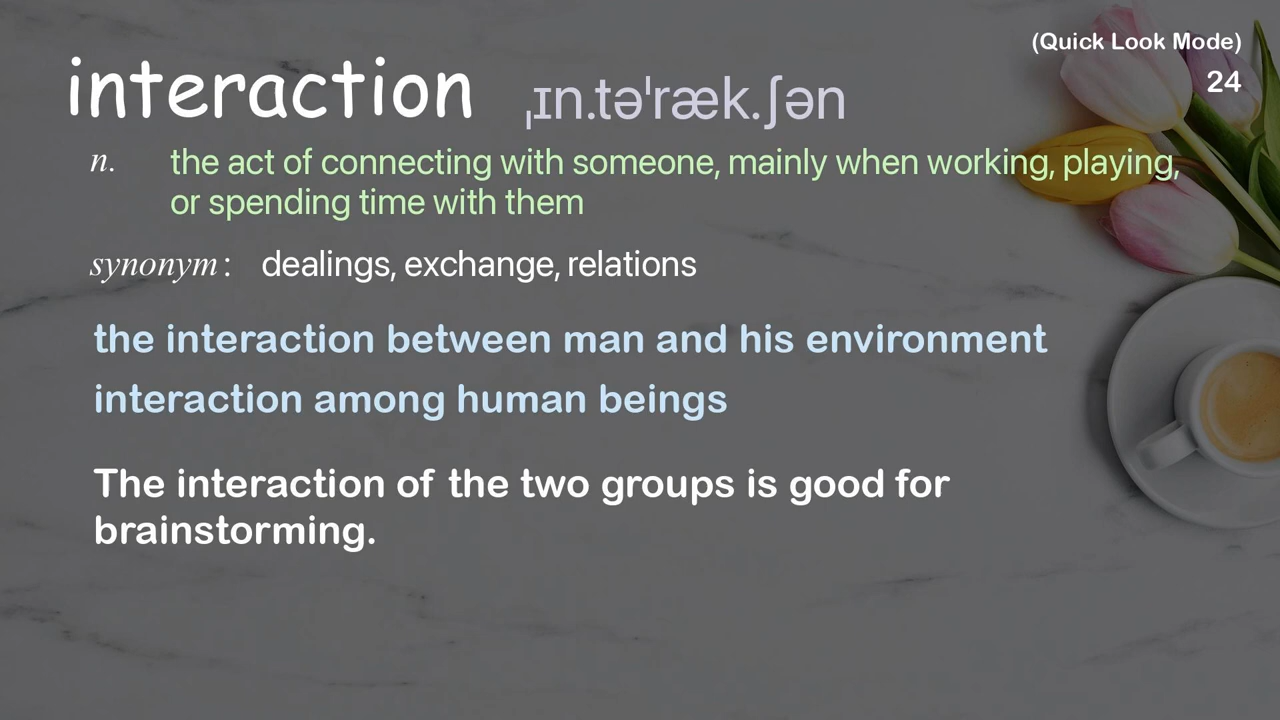 (Quick Look Mode)
24
interaction ˌɪn.təˈræk.ʃən
n. the act of connecting with someone, mainly when working, playing,
or spending time with them
synonym : dealings, exchange, relations
the interaction between man and his environment
interaction among human beings
The interaction of the two groups is good for
brainstorming.